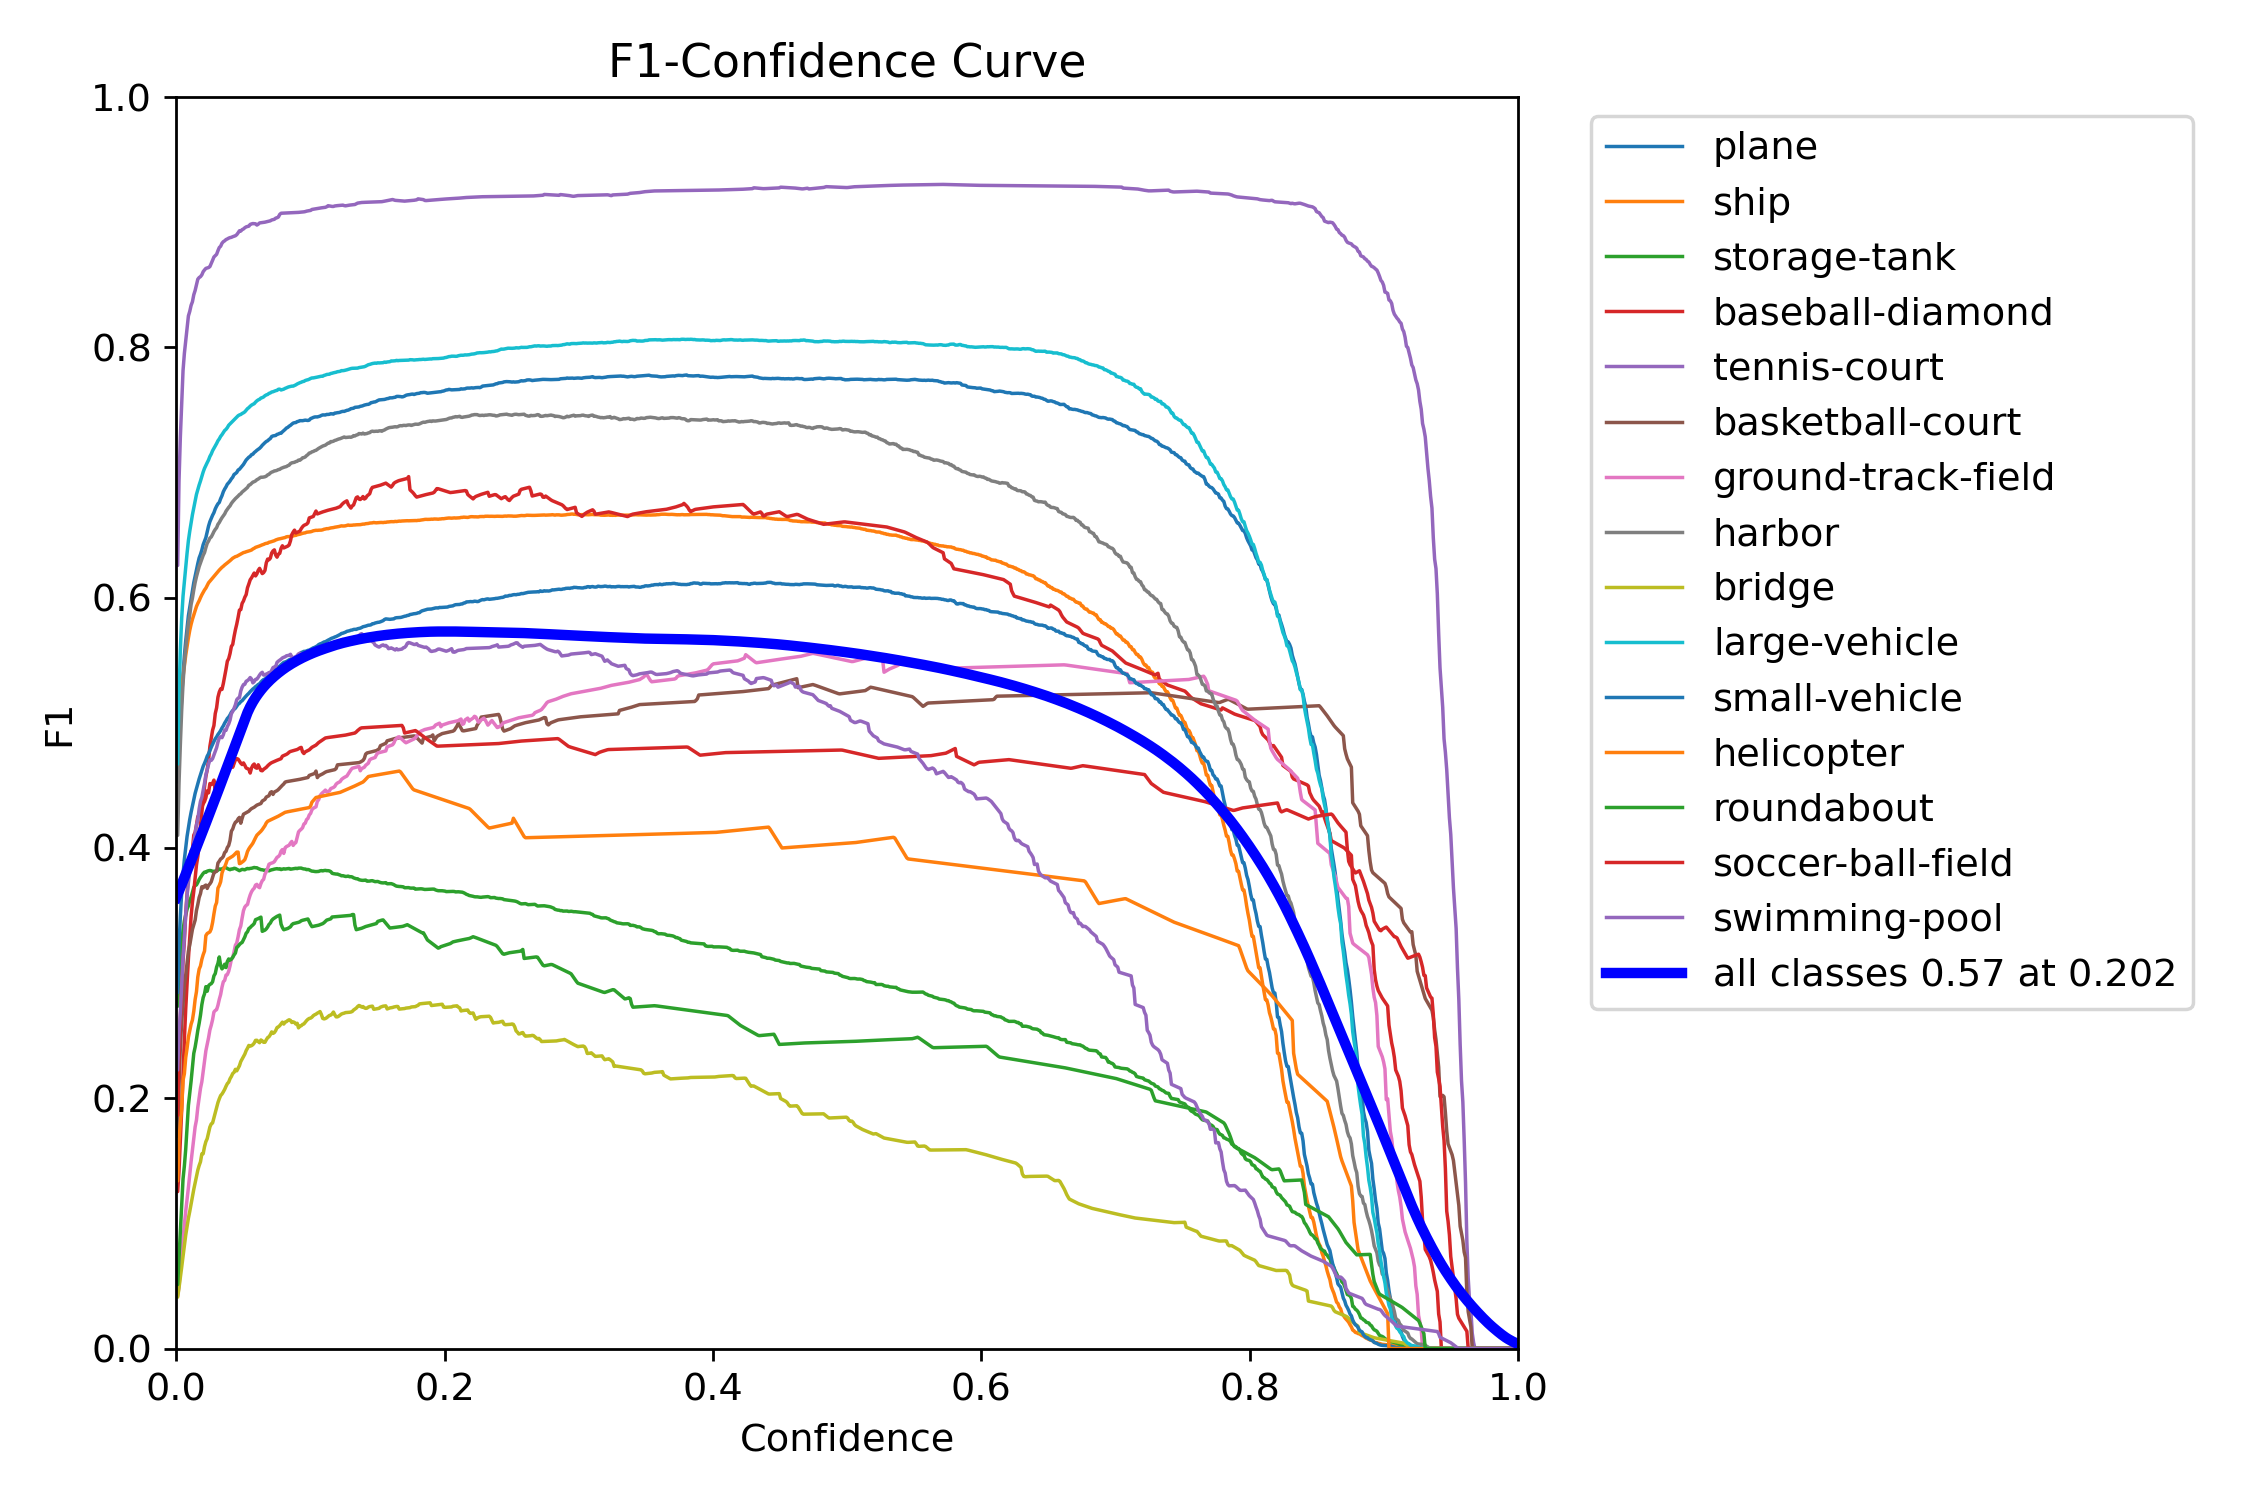 F1-Confidence Curve
1.0
0.8
0.6
0.4
0.2
0.0
F1
0.0 0.2 0.4 0.6 0.8 1.0
Confidence
plane
ship
storage-tank
baseball-diamond
tennis-court
basketball-court
ground-track-field
harbor
bridge
large-vehicle
small-vehicle
helicopter
roundabout
soccer-ball-field
swimming-pool
all classes 0.57 at 0.202